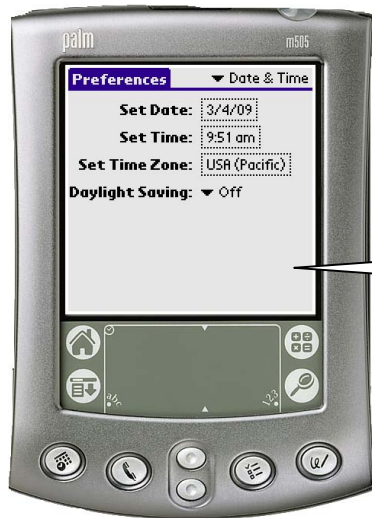 palm m505
Preferences ▼ Date & Time
Set Date: 3/4/09
Set Time: 9:51 am
Set Time Zone: USA (Pacific)
Daylight Saving: ▼ Off
abc 123